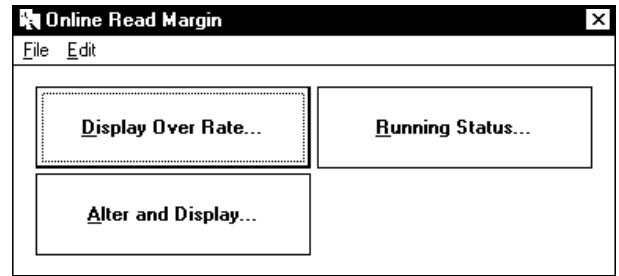 Online Read Margin
File Edit
Display Over Rate... Running Status...
Alter and Display...